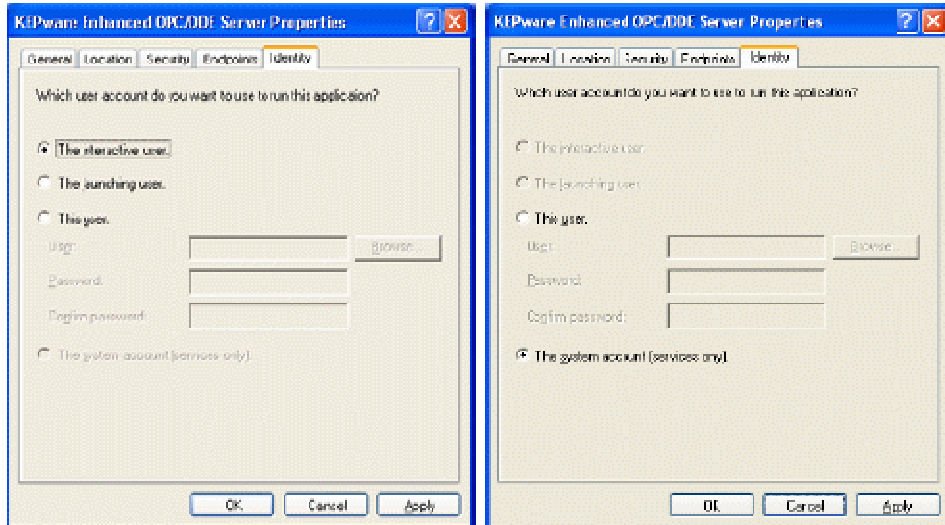 KEPware Enhanced OPC/DDE Server Properties
General Location Security Endpoints Identity
Which user account do you want to use to run this application?
The interactive user.
The launching user.
This user.
User:
Browse...
Password:
Confirm password:
The system account (services only).
OK Cancel Apply
KEPware Enhanced OPC/DDE Server Properties
General Location Security Endpoints Identity
Which user account do you want to use to run this application?
The interactive user.
The launching user.
This user.
User:
Browse...
Password:
Confirm password:
The system account (services only).
OK Cancel Apply